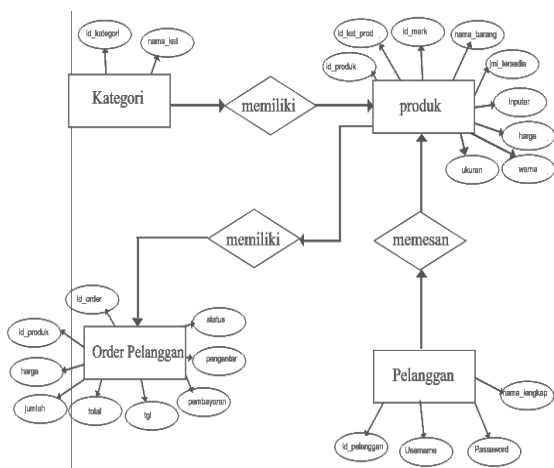 id_kategori
nama_kat
Kategori
memiliki
id_kat_prod
id_merk
nama_barang
id_produk
jml_tersedia
inputer
produk
harga
ukuran
warna
memiliki
memesan
id_order
status
id_produk
Order Pelanggan
pengantar
harga
pembayaran
jumlah
total
tgl
Pelanggan
nama_lengkap
id_pelanggan
Username
Password